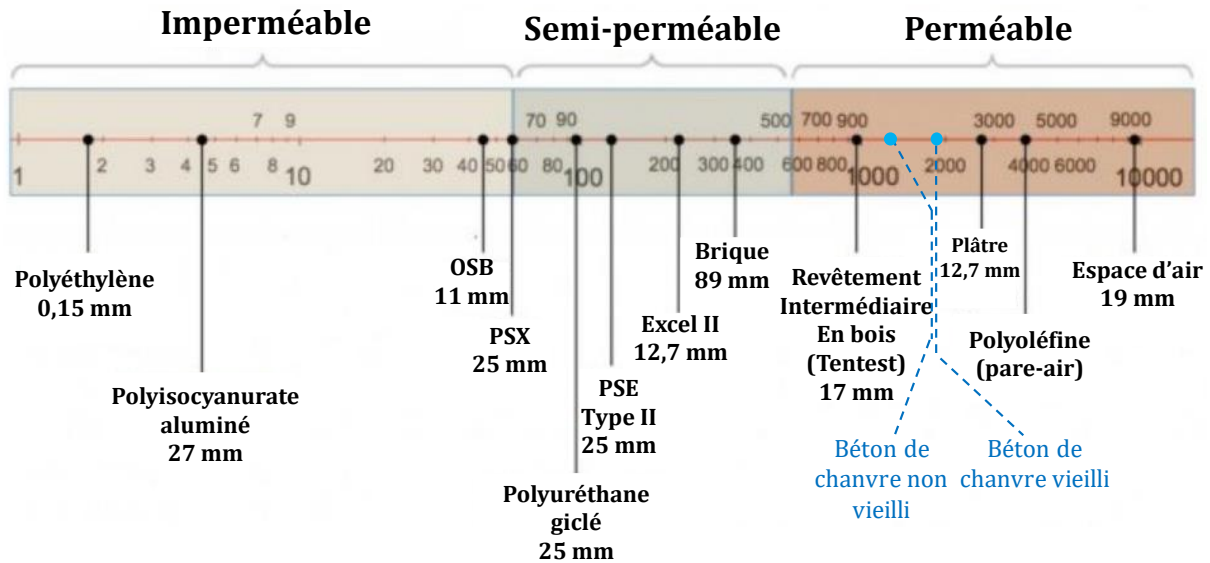 Imperméable
Semi-perméable
Perméable
7 9 70 90 500 700 900 3000 5000 9000
1 2 3 4 5 6 8 10 20 30 40 50 60 80 100 200 300 400 600 800 1000 2000 4000 6000 10000
Polyéthylène
0,15 mm
Polyisocyanurate
aluminé
27 mm
OSB
11 mm
PSX
25 mm
Polyuréthane
giclé
25 mm
PSE
Type II
25 mm
Excel II
12,7 mm
Brique
89 mm
Revêtement
Intermédiaire
En bois
(Tentest)
17 mm
Béton de
chanvre non
vieilli
Béton de
chanvre vieilli
Plâtre
12,7 mm
Polyoléfine
(pare-air)
Espace d'air
19 mm